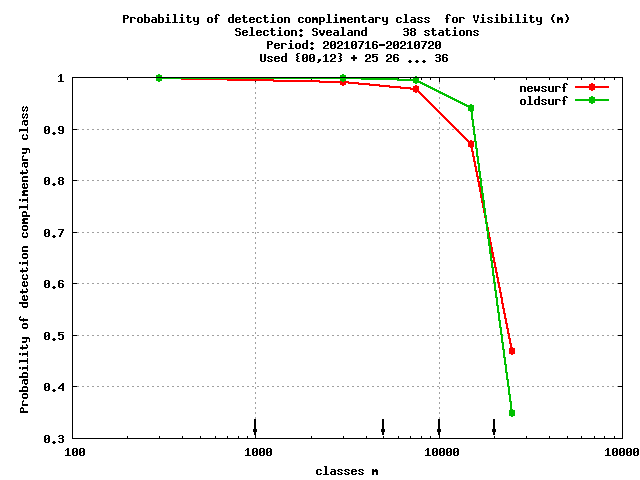 Probability of detection complimentary class  for Visibility (m)
Selection: Svealand     38 stations
Period: 20210716-20210720
Used {00,12} + 25 26 ... 36
newsurf
oldsurf
Probability of detection complimentary class
1
0.9
0.8
0.7
0.6
0.5
0.4
0.3
100 1000 10000 10000
classes m